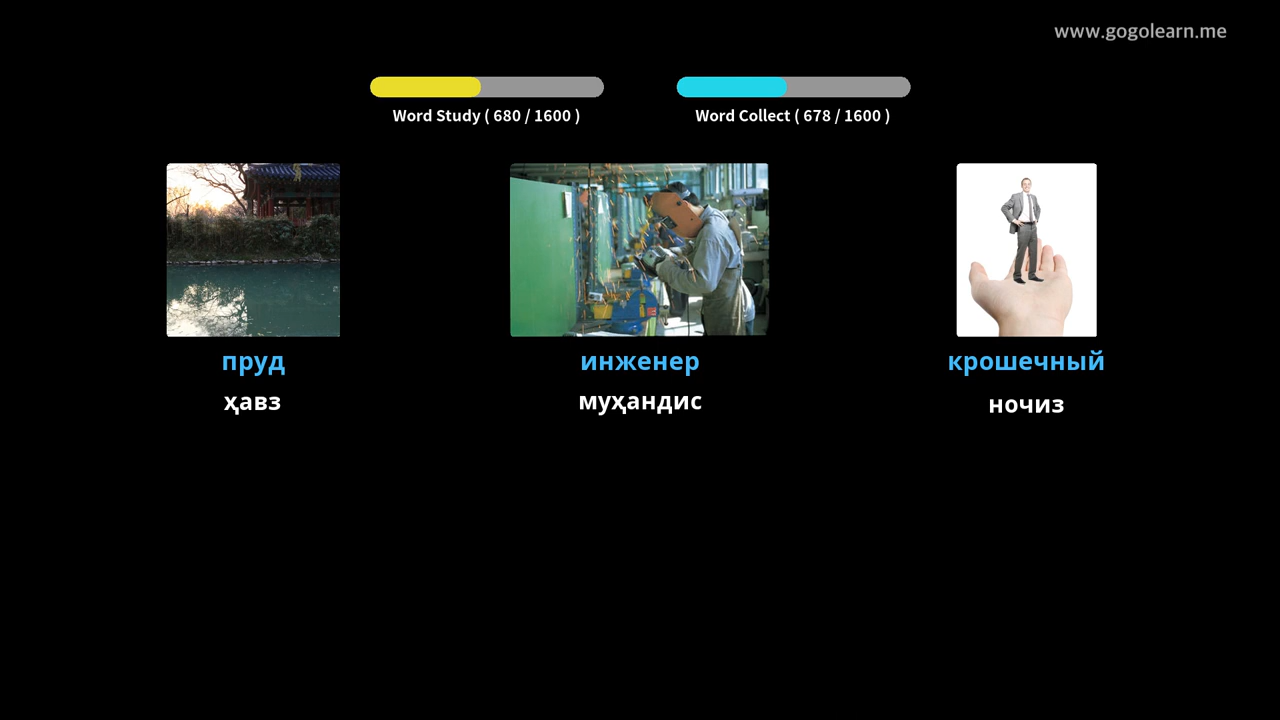 www.gogolearn.me
Word Study ( 680 / 1600 )
Word Collect ( 678 / 1600 )
пруд
инженер
крошечный
ҳавз
муҳандис
ночиз